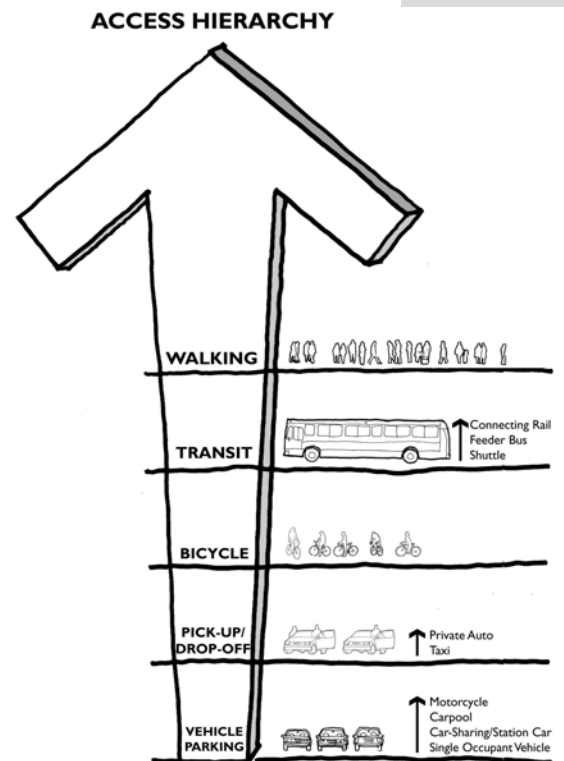 ACCESS HIERARCHY
WALKING
TRANSIT
Connecting Rail
Feeder Bus
Shuttle
BICYCLE
PICK-UP/
DROP-OFF
Private Auto
Taxi
VEHICLE
PARKING
Motorcycle
Carpool
Car-Sharing/Station Car
Single Occupant Vehicle